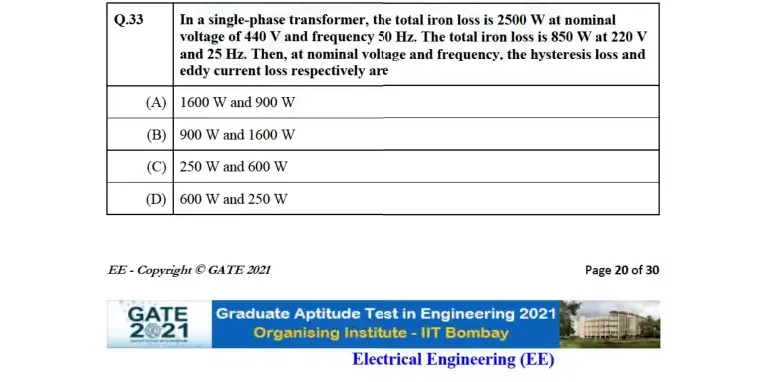 Q.33 In a single-phase transformer, the total iron loss is 2500 W at nominal
voltage of 440 V and frequency 50 Hz. The total iron loss is 850 W at 220 V
and 25 Hz. Then, at nominal voltage and frequency, the hysteresis loss and
eddy current loss respectively are
(A) 1600 W and 900 W
(B) 900 W and 1600 W
(C) 250 W and 600 W
(D) 600 W and 250 W
EE - Copyright © GATE 2021 Page 20 of 30
GATE
2021
Graduate Aptitude Test in Engineering 2021
Organising Institute - IIT Bombay
Electrical Engineering (EE)